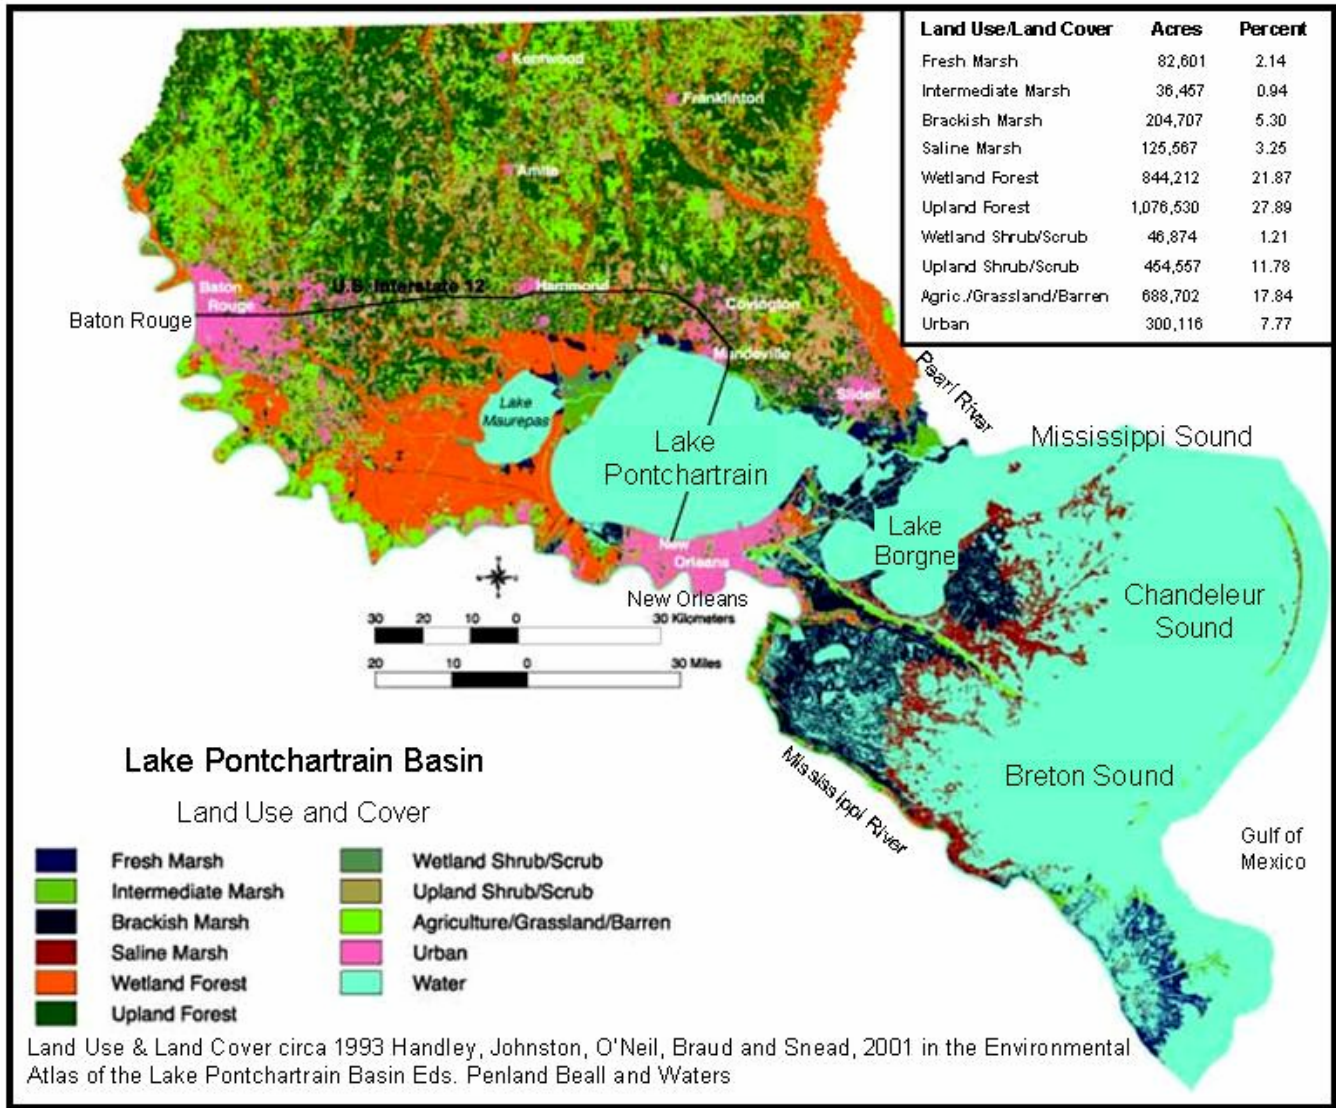 Land Use/Land Cover Acres Percent
Fresh Marsh 82,601 2.14
Intermediate Marsh 36,457 0.94
Brackish Marsh 204,707 5.30
Saline Marsh 125,567 3.25
Wetland Forest 844,212 21.87
Upland Forest 1,076,530 27.89
Wetland Shrub/Scrub 46,874 1.21
Upland Shrub/Scrub 454,557 11.78
Agric./Grassland/Barren 688,702 17.84
Urban 300,116 7.77
Kentwood
Franklinton
Amite
Baton
Rouge
U.S. Interstate 12
Hammond
Covington
Baton Rouge
Mandeville
Slidell
Pearl River
Lake
Maurepas
Lake
Pontchartrain
Mississippi Sound
Lake
Borgne
New
Orleans
New Orleans
Chandeleur
Sound
30 20 10 0 30 Kilometers
20 10 0 30 Miles
Mississippi River
Breton Sound
Gulf of
Mexico
Lake Pontchartrain Basin
Land Use and Cover
Fresh Marsh
Intermediate Marsh
Brackish Marsh
Saline Marsh
Wetland Forest
Upland Forest
Wetland Shrub/Scrub
Upland Shrub/Scrub
Agriculture/Grassland/Barren
Urban
Water
Land Use & Land Cover circa 1993 Handley, Johnston, O'Neil, Braud and Snead, 2001 in the Environmental
Atlas of the Lake Pontchartrain Basin Eds. Penland Beall and Waters